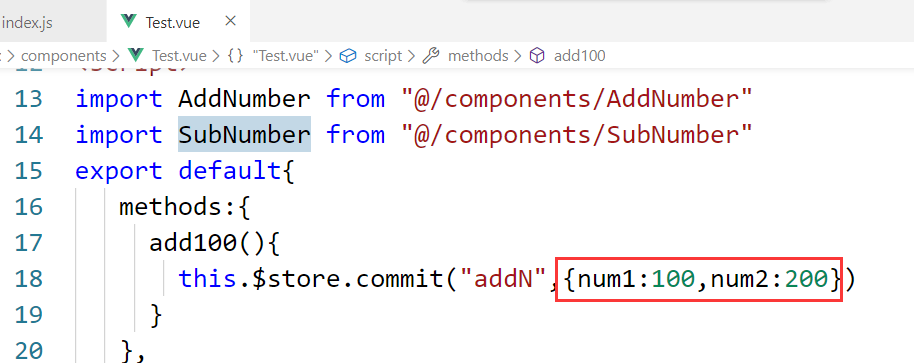 index.js Test.vue ×
components > Test.vue > {} "Test.vue" > script > methods > add100
12 <script>
13 import AddNumber from "@/components/AddNumber"
14 import SubNumber from "@/components/SubNumber"
15 export default{
16 methods:{
17 add100(){
18 this.$store.commit("addN",{num1:100,num2:200})
19 }
20 },